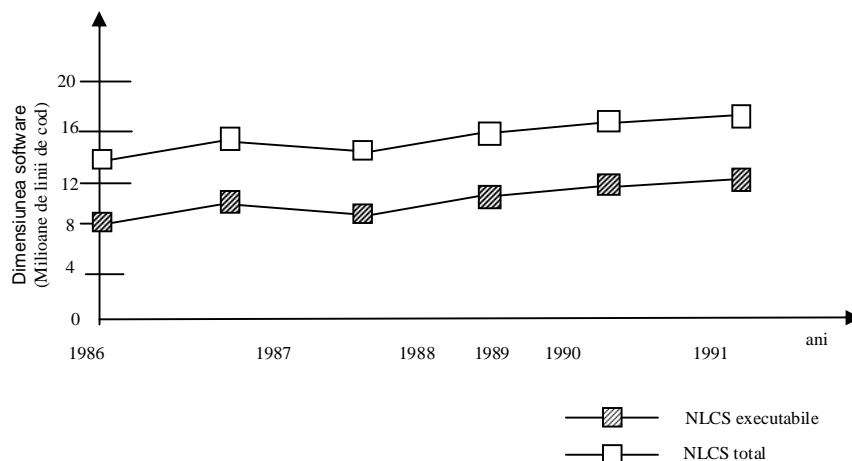 Dimensiunea software
(Milioane de linii de cod)
20
16
12
8
4
0
1986 1987 1988 1989 1990 1991
ani
NLCS executabile
NLCS total